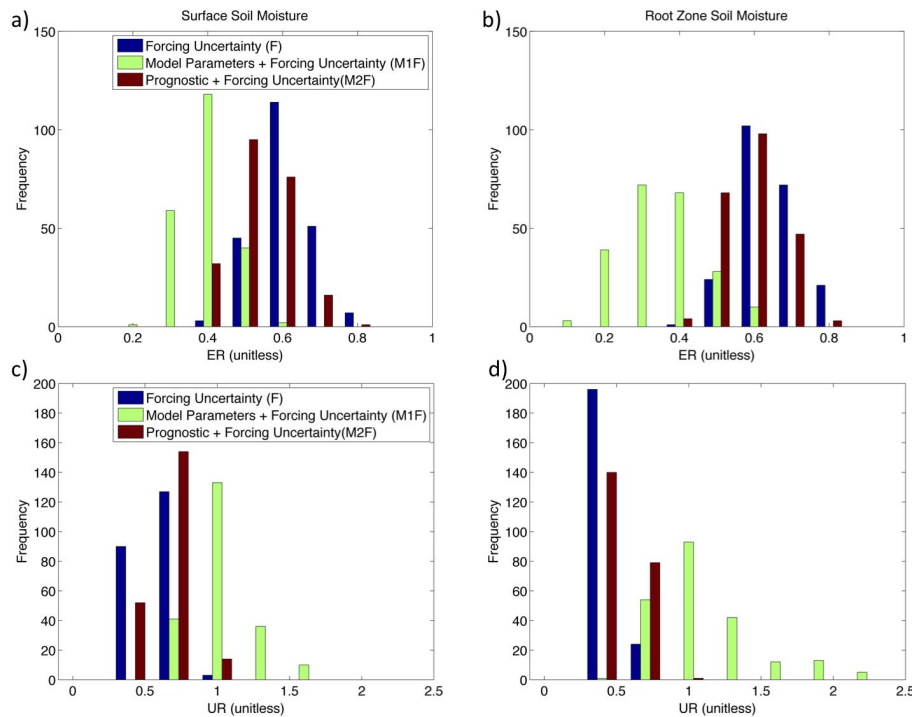 a)
Surface Soil Moisture
150
100
50
0
Frequency
Forcing Uncertainty (F)
Model Parameters + Forcing Uncertainty (M1F)
Prognostic + Forcing Uncertainty(M2F)
0 0.2 0.4 0.6 0.8 1
ER (unitless)
b)
Root Zone Soil Moisture
150
100
50
0
Frequency
0 0.2 0.4 0.6 0.8 1
ER (unitless)
c)
200
180
160
140
120
100
80
60
40
20
0
Frequency
Forcing Uncertainty (F)
Model Parameters + Forcing Uncertainty (M1F)
Prognostic + Forcing Uncertainty(M2F)
0 0.5 1 1.5 2 2.5
UR (unitless)
d)
200
180
160
140
120
100
80
60
40
20
0
Frequency
0 0.5 1 1.5 2 2.5
UR (unitless)